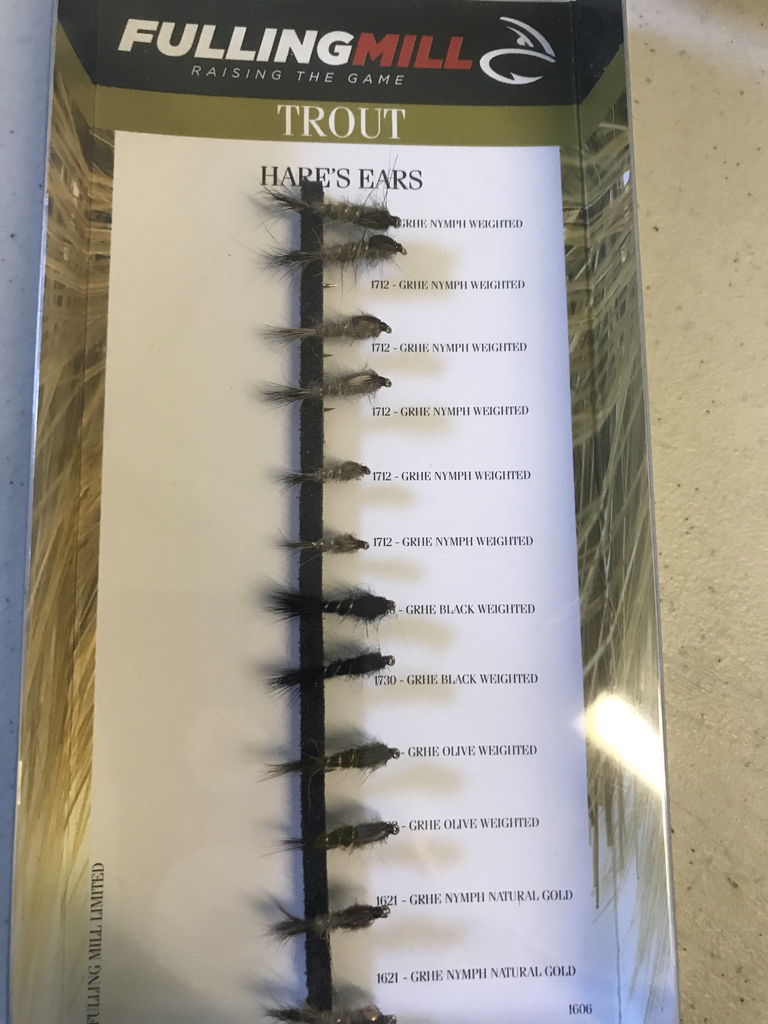 FULLINGMILL
RAISING THE GAME
TROUT
HARE'S EARS
GRHE NYMPH WEIGHTED
1712 - GRHE NYMPH WEIGHTED
1712 - GRHE NYMPH WEIGHTED
1712 - GRHE NYMPH WEIGHTED
1712 - GRHE NYMPH WEIGHTED
1712 - GRHE NYMPH WEIGHTED
- GRHE BLACK WEIGHTED
1730 - GRHE BLACK WEIGHTED
- GRHE OLIVE WEIGHTED
- GRHE OLIVE WEIGHTED
1621 - GRHE NYMPH NATURAL GOLD
1621 - GRHE NYMPH NATURAL GOLD
1606
FULLING MILL LIMITED